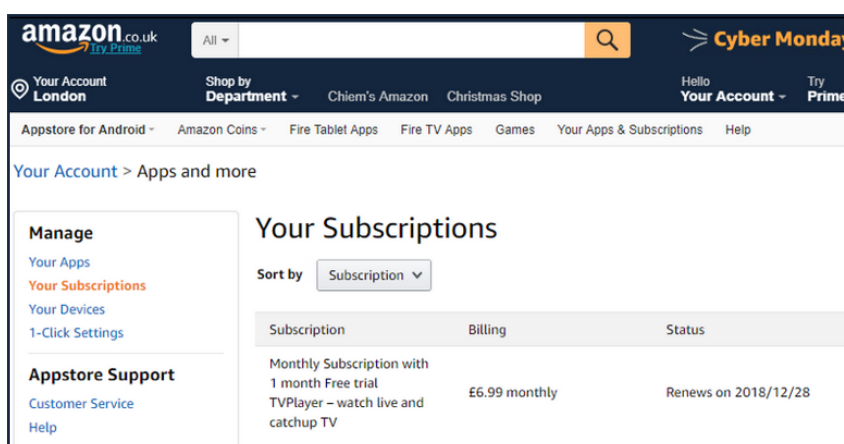 amazon.co.uk
Try Prime
All
Cyber Monday
Your Account
London
Shop by
Department
Chiem's Amazon
Christmas Shop
Hello
Your Account
Try
Prime
Appstore for Android
Amazon Coins
Fire Tablet Apps
Fire TV Apps
Games
Your Apps & Subscriptions
Help
Your Account > Apps and more
Manage
Your Apps
Your Subscriptions
Your Devices
1-Click Settings
Appstore Support
Customer Service
Help
Your Subscriptions
Sort by
Subscription
Subscription Billing Status
Monthly Subscription with
1 month Free trial
TVPlayer – watch live and
catchup TV
£6.99 monthly
Renews on 2018/12/28